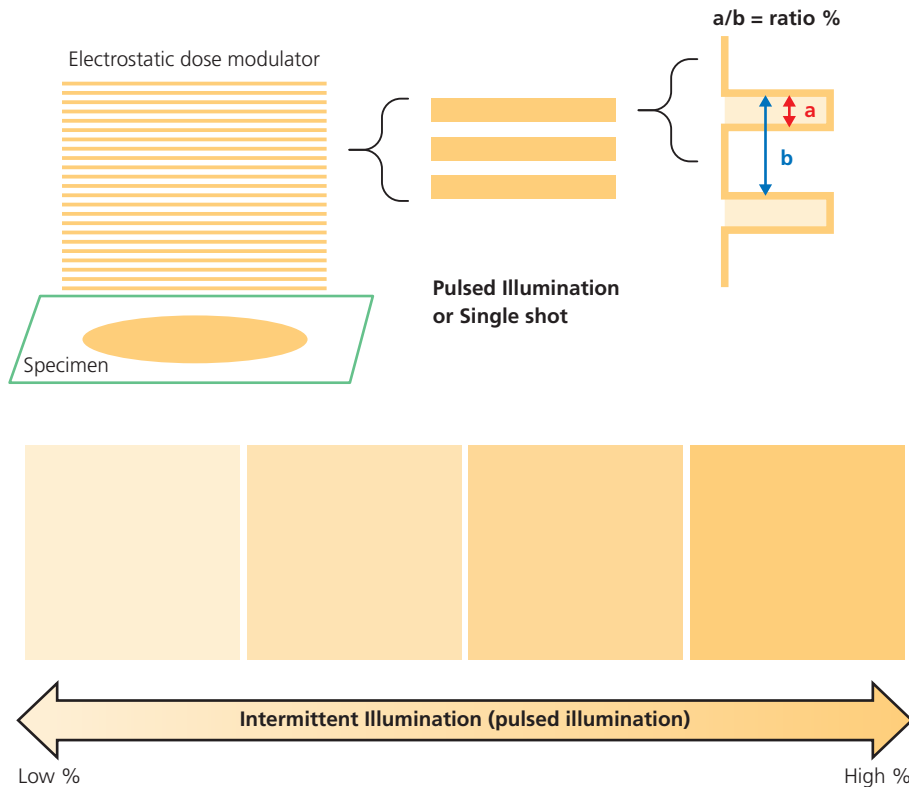 a/b = ratio %
Electrostatic dose modulator
a
b
Pulsed Illumination
or Single shot
Specimen
Intermittent Illumination (pulsed illumination)
Low %
High %